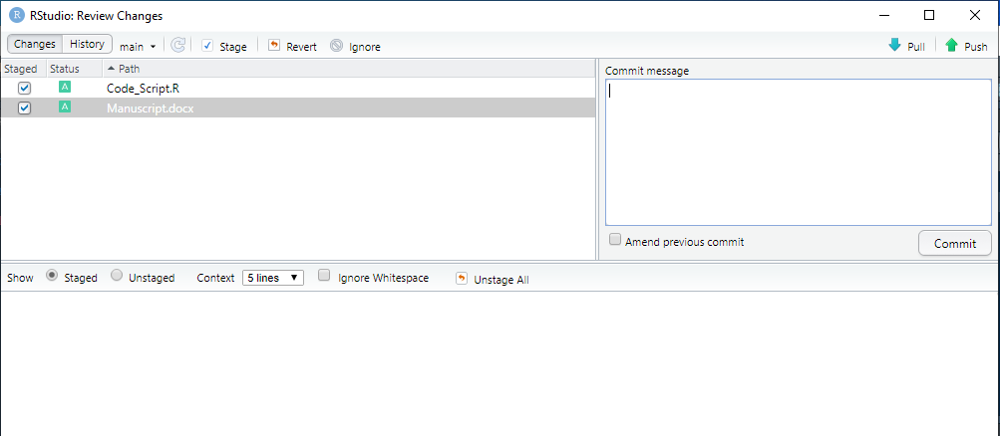 R RStudio: Review Changes
Changes History main Stage Revert Ignore Pull Push
Staged Status Path
A Code_Script.R
A Manuscript.docx
Commit message
Amend previous commit Commit
Show Staged Unstaged Context 5 lines Ignore Whitespace Unstage All